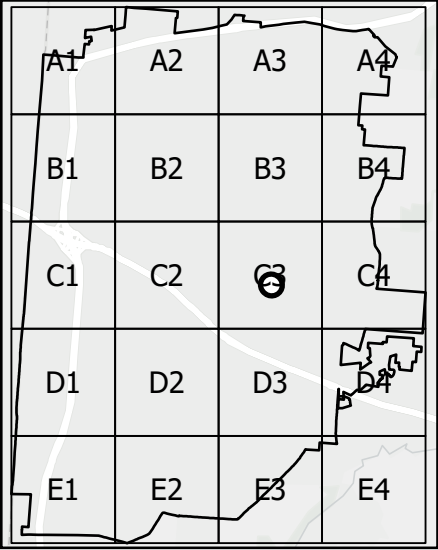 A1 A2 A3 A4
B1 B2 B3 B4
C1 C2 C3 C4
D1 D2 D3 D4
E1 E2 E3 E4